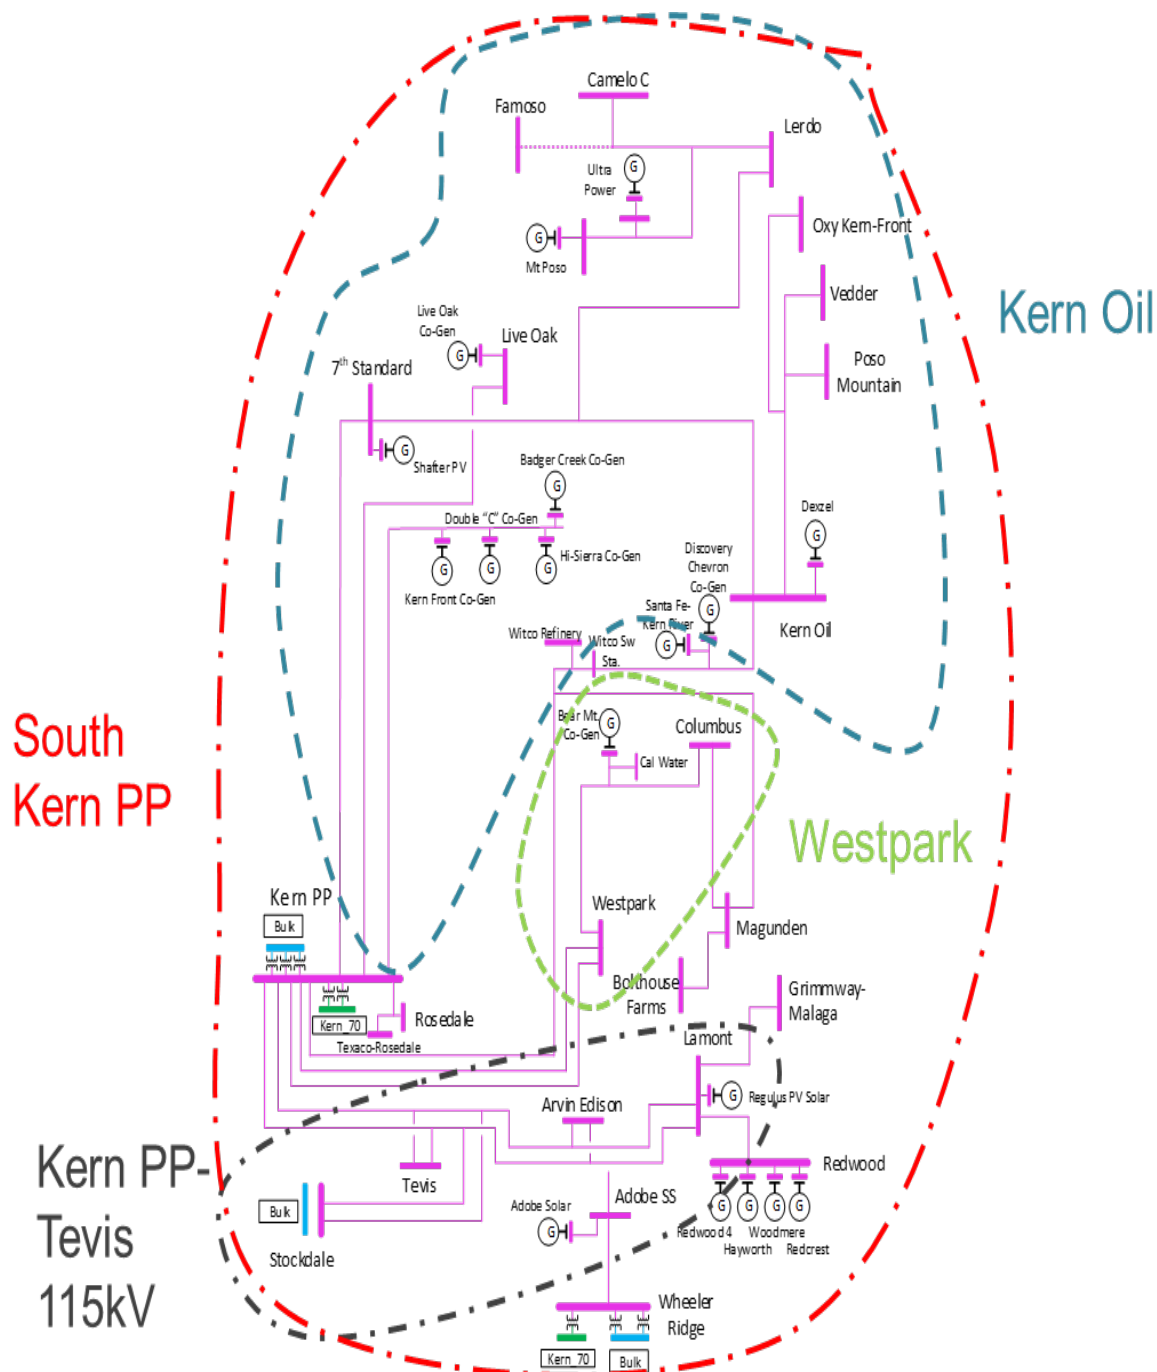 Camelo C
Famoso
Lerdo
Ultra
Power
G
Oxy Kern-Front
G
Mt Poso
Vedder
Kern Oil
Live Oak
Co-Gen
Live Oak
G
Poso
Mountain
7th Standard
G
Shafter PV
Badger Creek Co-Gen
G
Dexzel
Double "C" Co-Gen
G
Hi-Sierra Co-Gen
Discovery
Chevron
Co-Gen
G
G
G
Kern Front Co-Gen
Santa Fe-
Kern River
G
G
Kern Oil
Witco Refinery
Witco Sw
Sta.
South
Kern PP
Bear Mt.
Co-Gen
G
Columbus
Cal Water
Westpark
Kern PP
Bulk
Westpark
Magunden
Bolthouse
Farms
Grimmway-
Malaga
Kern_70
Rosedale
Texaco-Rosedale
Lamont
G
Regulus PV Solar
Arvin Edison
Kern PP-
Tevis
115kV
Tevis
Redwood
Bulk
Stockdale
Adobe Solar
G
Adobe SS
G
G
G
G
Redwood 4
Woodmere
Hayworth
Redcrest
Wheeler
Ridge
Kern_70
Bulk